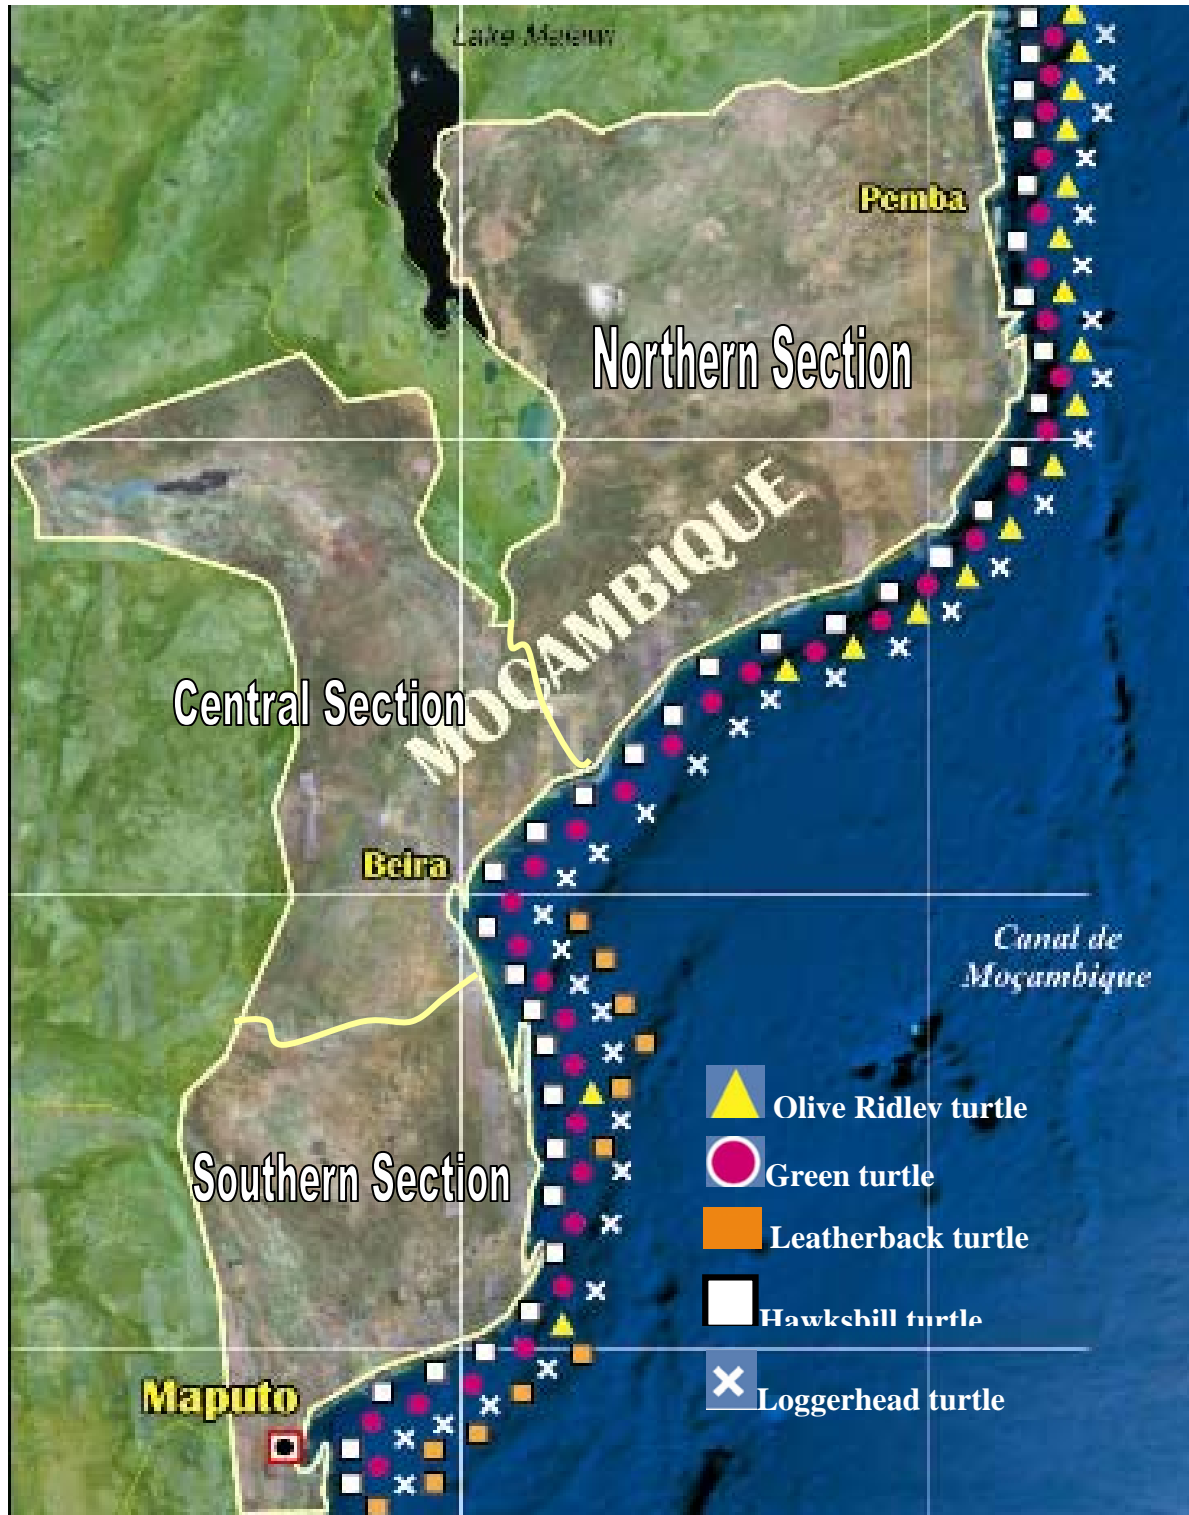 Lake Malawi
Pemba
Northern Section
MOÇAMBIQUE
Central Section
Beira
Canal de
Moçambique
Olive Ridley turtle
Southern Section
Green turtle
Leatherback turtle
Hawksbill turtle
Maputo
Loggerhead turtle